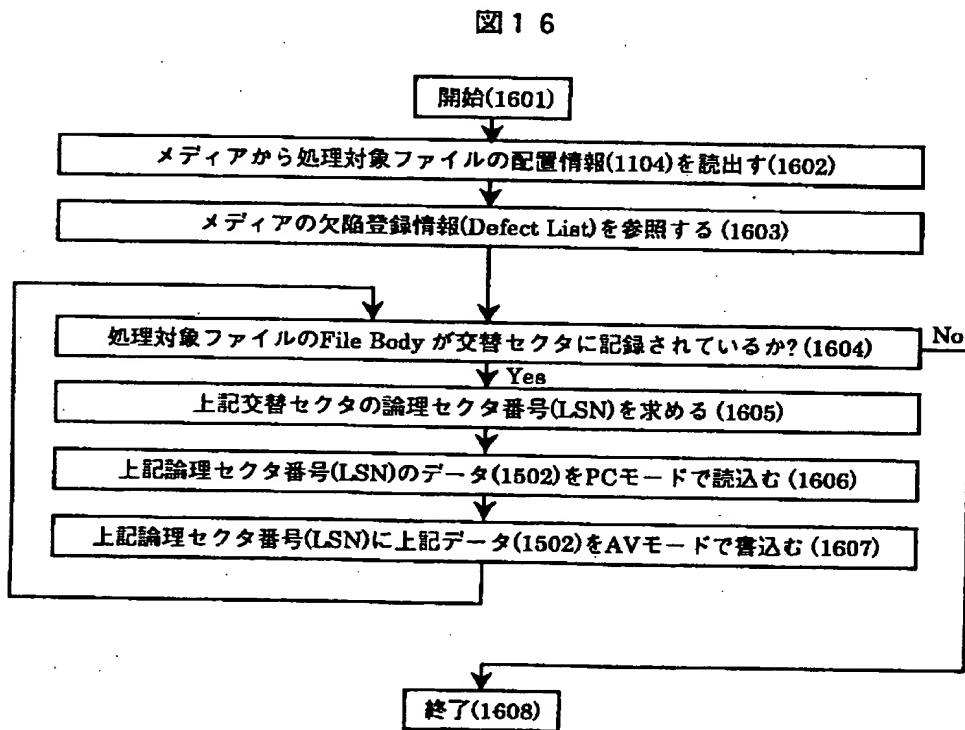 図16
開始(1601)
メディアから処理対象ファイルの配置情報(1104)を読出す(1602)
メディアの欠陥登録情報(Defect List)を参照する(1603)
処理対象ファイルのFile Body が交替セクタに記録されているか?(1604)
No
Yes
上記交替セクタの論理セクタ番号(LSN)を求める(1605)
上記論理セクタ番号(LSN)のデータ(1502)をPCモードで読込む(1606)
上記論理セクタ番号(LSN)に上記データ(1502)をAVモードで書込む(1607)
終了(1608)